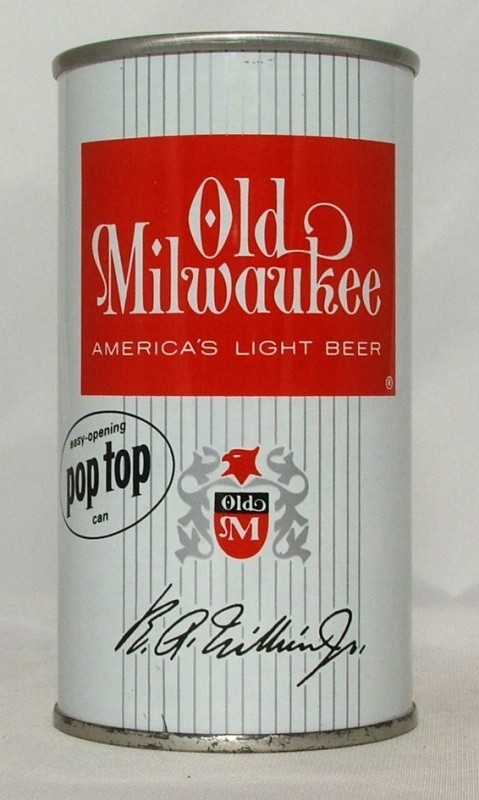 Old
Milwaukee
AMERICA'S LIGHT BEER
®
easy-opening
pop top
can
Old
M